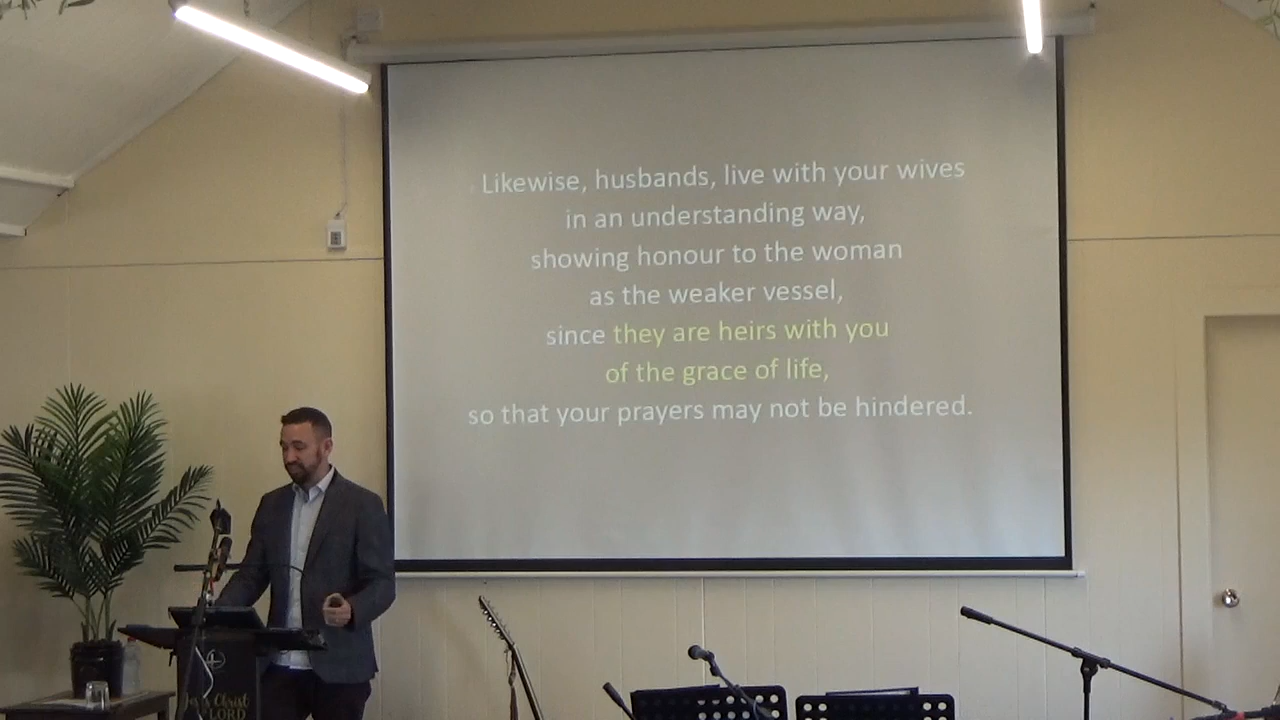 Likewise, husbands, live with your wives
in an understanding way,
showing honour to the woman
as the weaker vessel,
since they are heirs with you
of the grace of life,
so that your prayers may not be hindered.
Christ
LORD